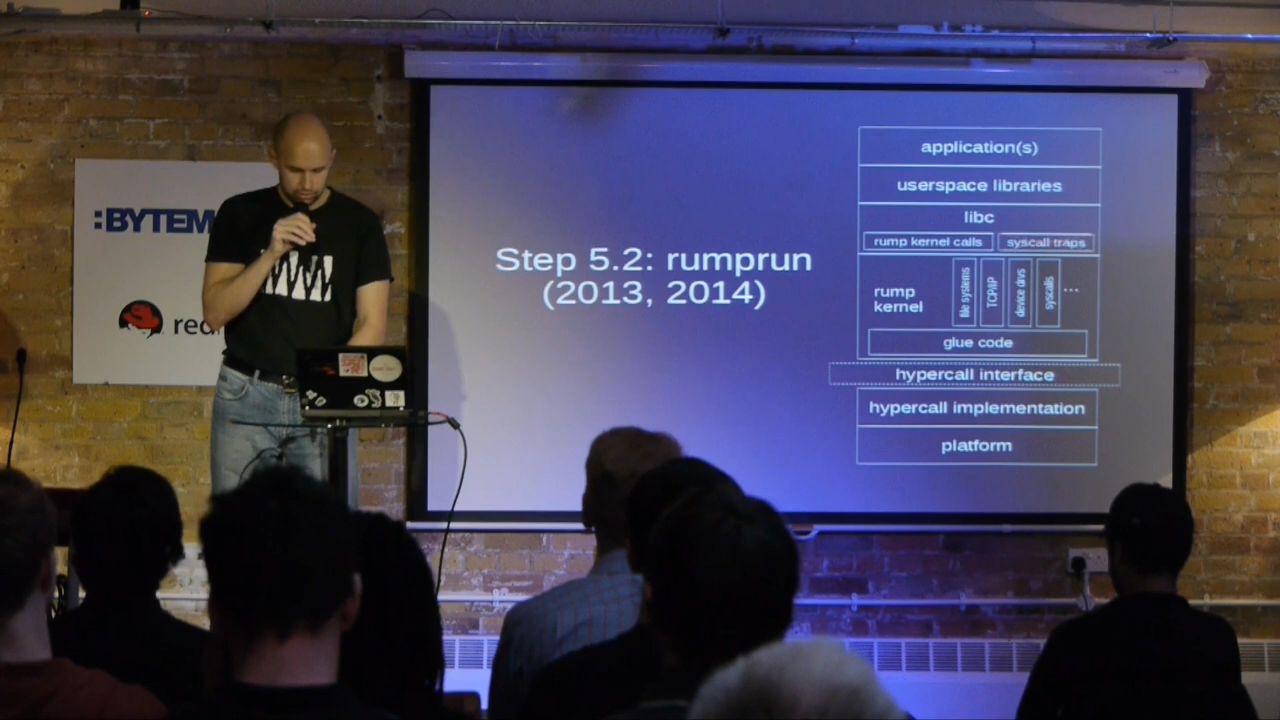 :BYTEM
red
Step 5.2: rumprun
(2013, 2014)
application(s)
userspace libraries
libc
rump kernel calls
syscall traps
rump
kernel
file systems
TCP/IP
device drvs
syscalls
...
glue code
hypercall interface
hypercall implementation
platform